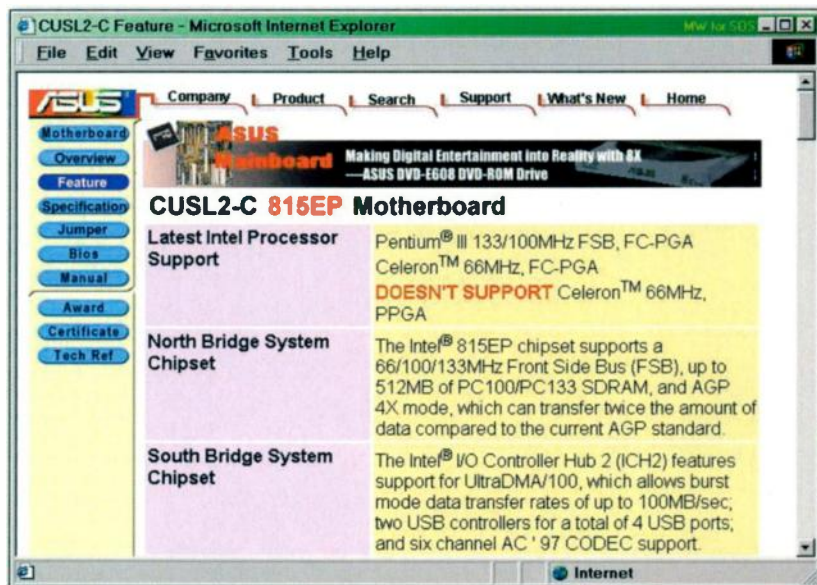 CUSL2-C Feature - Microsoft Internet Explorer
MW for SOS
File Edit View Favorites Tools Help
ASUS
Company Product Search Support What's New Home
Motherboard
Overview
Feature
Specification
Jumper
Bios
Manual
Award
Certificate
Tech Ref
ASUS
Mainboard
Making Digital Entertainment into Reality with 8X
—ASUS DVD-E608 DVD-ROM Drive
CUSL2-C 815EP Motherboard
Latest Intel Processor
Support
Pentium® III 133/100MHz FSB, FC-PGA
Celeron™ 66MHz, FC-PGA
DOESN'T SUPPORT Celeron™ 66MHz,
PPGA
North Bridge System
Chipset
The Intel® 815EP chipset supports a
66/100/133MHz Front Side Bus (FSB), up to
512MB of PC100/PC133 SDRAM, and AGP
4X mode, which can transfer twice the amount of
data compared to the current AGP standard.
South Bridge System
Chipset
The Intel® I/O Controller Hub 2 (ICH2) features
support for UltraDMA/100, which allows burst
mode data transfer rates of up to 100MB/sec;
two USB controllers for a total of 4 USB ports;
and six channel AC ' 97 CODEC support.
Internet